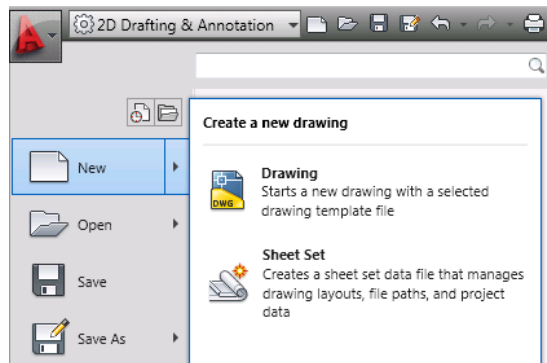 2D Drafting & Annotation
Create a new drawing
New
Drawing
Starts a new drawing with a selected
drawing template file
DWG
Open
Sheet Set
Creates a sheet set data file that manages
drawing layouts, file paths, and project
data
Save
Save As